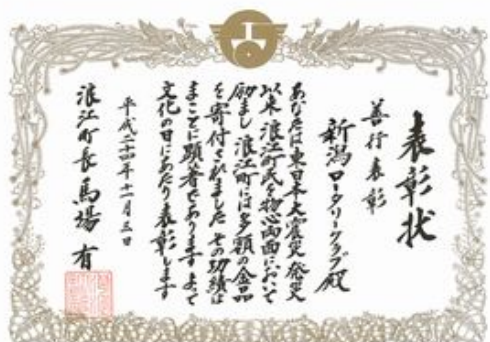 表彰状
善行表彰
新潟ロータリークラブ殿
あなたは東日本大震災発災
以来浪江町民を物心両面において
励まし浪江町には多額の金品
を寄付されました その功績は
まことに顕著であります よって
文化の日にあたり表彰します
平成二十四年十一月三日
浪江町長馬場 有